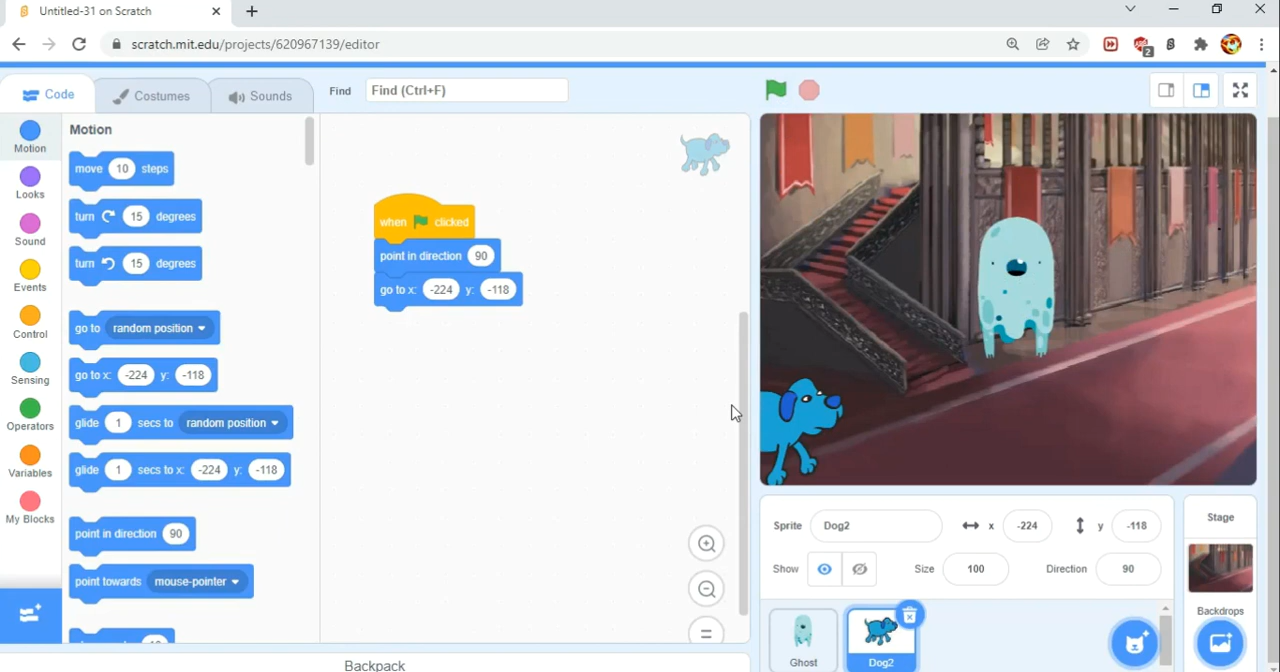 Untitled-31 on Scratch
scratch.mit.edu/projects/620967139/editor
2
Code Costumes Sounds Find Find (Ctrl+F)
Motion
Looks
Sound
Events
Control
Sensing
Operators
Variables
My Blocks
Motion
move 10 steps
turn 15 degrees
turn 15 degrees
go to random position
go to x: -224 y: -118
glide 1 secs to random position
glide 1 secs to x: -224 y: -118
point in direction 90
point towards mouse-pointer
when clicked
point in direction 90
go to x: -224 y: -118
Backpack
Sprite Dog2 x -224 y -118
Show Size 100 Direction 90
Ghost
Dog2
Stage
Backdrops